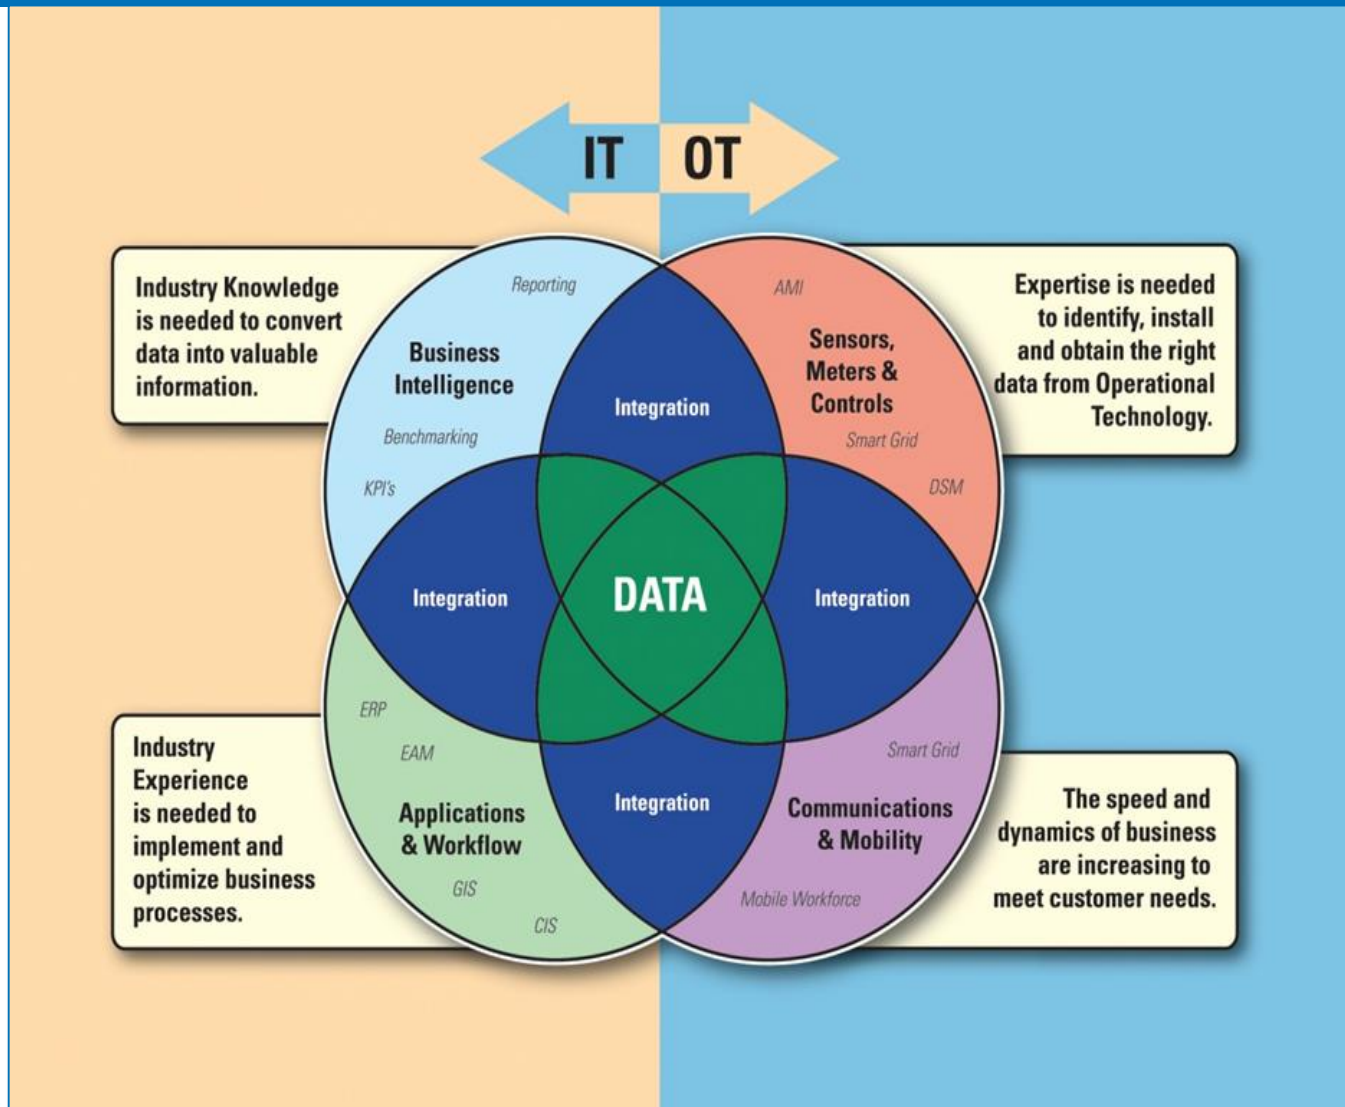 IT OT
Industry Knowledge
is needed to convert
data into valuable
information.
Reporting
Business
Intelligence
Benchmarking
KPI's
Integration
AMI
Sensors,
Meters &
Controls
Smart Grid
DSM
Expertise is needed
to identify, install
and obtain the right
data from Operational
Technology.
Integration
DATA
Integration
Industry
Experience
is needed to
implement and
optimize business
processes.
ERP
EAM
Applications
& Workflow
GIS
CIS
Integration
Smart Grid
Communications
& Mobility
Mobile Workforce
The speed and
dynamics of business
are increasing to
meet customer needs.